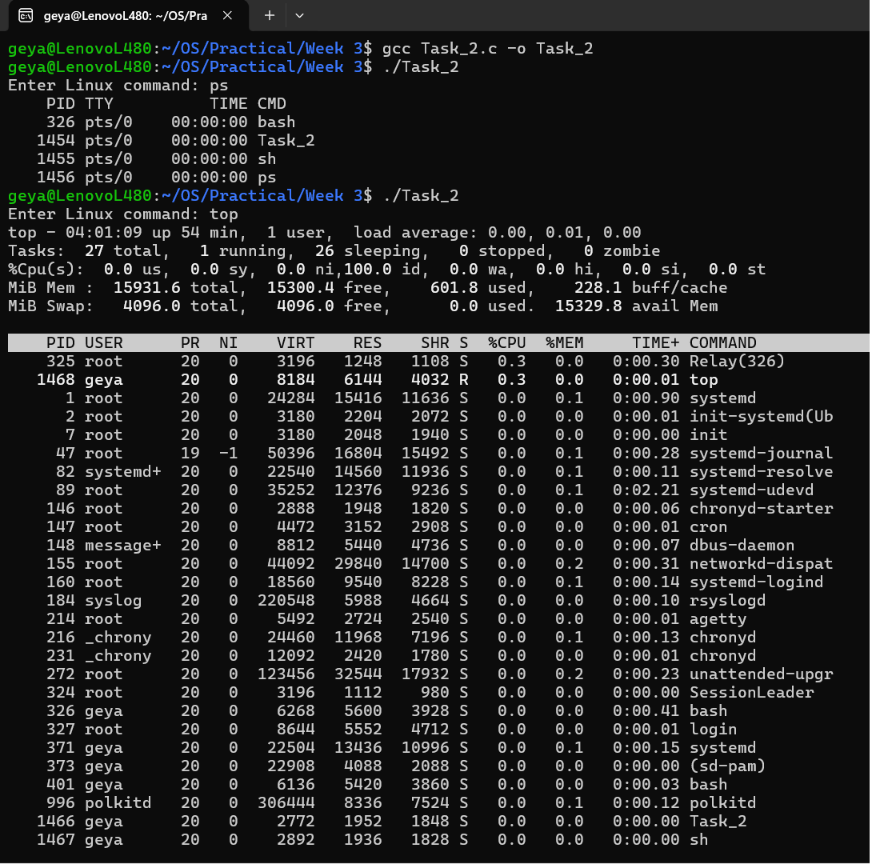 geya@LenovoL480: ~/OS/Pra
geya@LenovoL480:~/OS/Practical/Week 3$ gcc Task_2.c -o Task_2
geya@LenovoL480:~/OS/Practical/Week 3$ ./Task_2
Enter Linux command: ps
    PID TTY          TIME CMD
    326 pts/0    00:00:00 bash
   1454 pts/0    00:00:00 Task_2
   1455 pts/0    00:00:00 sh
   1456 pts/0    00:00:00 ps
geya@LenovoL480:~/OS/Practical/Week 3$ ./Task_2
Enter Linux command: top
top - 04:01:09 up 54 min,  1 user,  load average: 0.00, 0.01, 0.00
Tasks:  27 total,   1 running,  26 sleeping,   0 stopped,   0 zombie
%Cpu(s):  0.0 us,  0.0 sy,  0.0 ni,100.0 id,  0.0 wa,  0.0 hi,  0.0 si,  0.0 st
MiB Mem :  15931.6 total,  15300.4 free,    601.8 used,    228.1 buff/cache
MiB Swap:   4096.0 total,   4096.0 free,      0.0 used.  15329.8 avail Mem
    PID USER      PR  NI    VIRT    RES    SHR S  %CPU  %MEM     TIME+ COMMAND
    325 root      20   0    3196   1248   1108 S   0.3   0.0   0:00.30 Relay(326)
   1468 geya      20   0    8184   6144   4032 R   0.3   0.0   0:00.01 top
      1 root      20   0   24284  15416  11636 S   0.0   0.1   0:00.90 systemd
      2 root      20   0    3180   2204   2072 S   0.0   0.0   0:00.01 init-systemd(Ub
      7 root      20   0    3180   2048   1940 S   0.0   0.0   0:00.00 init
     47 root      19  -1   50396  16804  15492 S   0.0   0.1   0:00.28 systemd-journal
     82 systemd+  20   0   22540  14560  11936 S   0.0   0.1   0:00.11 systemd-resolve
     89 root      20   0   35252  12376   9236 S   0.0   0.1   0:02.21 systemd-udevd
    146 root      20   0    2888   1948   1820 S   0.0   0.0   0:00.06 chronyd-starter
    147 root      20   0    4472   3152   2908 S   0.0   0.0   0:00.01 cron
    148 message+  20   0    8812   5440   4736 S   0.0   0.0   0:00.07 dbus-daemon
    155 root      20   0   44092  29840  14700 S   0.0   0.2   0:00.31 networkd-dispat
    160 root      20   0   18560   9540   8228 S   0.0   0.1   0:00.14 systemd-logind
    184 syslog    20   0  220548   5988   4664 S   0.0   0.0   0:00.10 rsyslogd
    214 root      20   0    5492   2724   2540 S   0.0   0.0   0:00.01 agetty
    216 _chrony   20   0   24460  11968   7196 S   0.0   0.1   0:00.13 chronyd
    231 _chrony   20   0   12092   2420   1780 S   0.0   0.0   0:00.01 chronyd
    272 root      20   0  123456  32544  17932 S   0.0   0.2   0:00.23 unattended-upgr
    324 root      20   0    3196   1112    980 S   0.0   0.0   0:00.00 SessionLeader
    326 geya      20   0    6268   5600   3928 S   0.0   0.0   0:00.41 bash
    327 root      20   0    8644   5552   4712 S   0.0   0.0   0:00.01 login
    371 geya      20   0   22504  13436  10996 S   0.0   0.1   0:00.15 systemd
    373 geya      20   0   22908   4088   2088 S   0.0   0.0   0:00.00 (sd-pam)
    401 geya      20   0    6136   5420   3860 S   0.0   0.0   0:00.03 bash
    996 polkitd   20   0  306444   8336   7524 S   0.0   0.1   0:00.12 polkitd
   1466 geya      20   0    2772   1952   1848 S   0.0   0.0   0:00.00 Task_2
   1467 geya      20   0    2892   1936   1828 S   0.0   0.0   0:00.00 sh